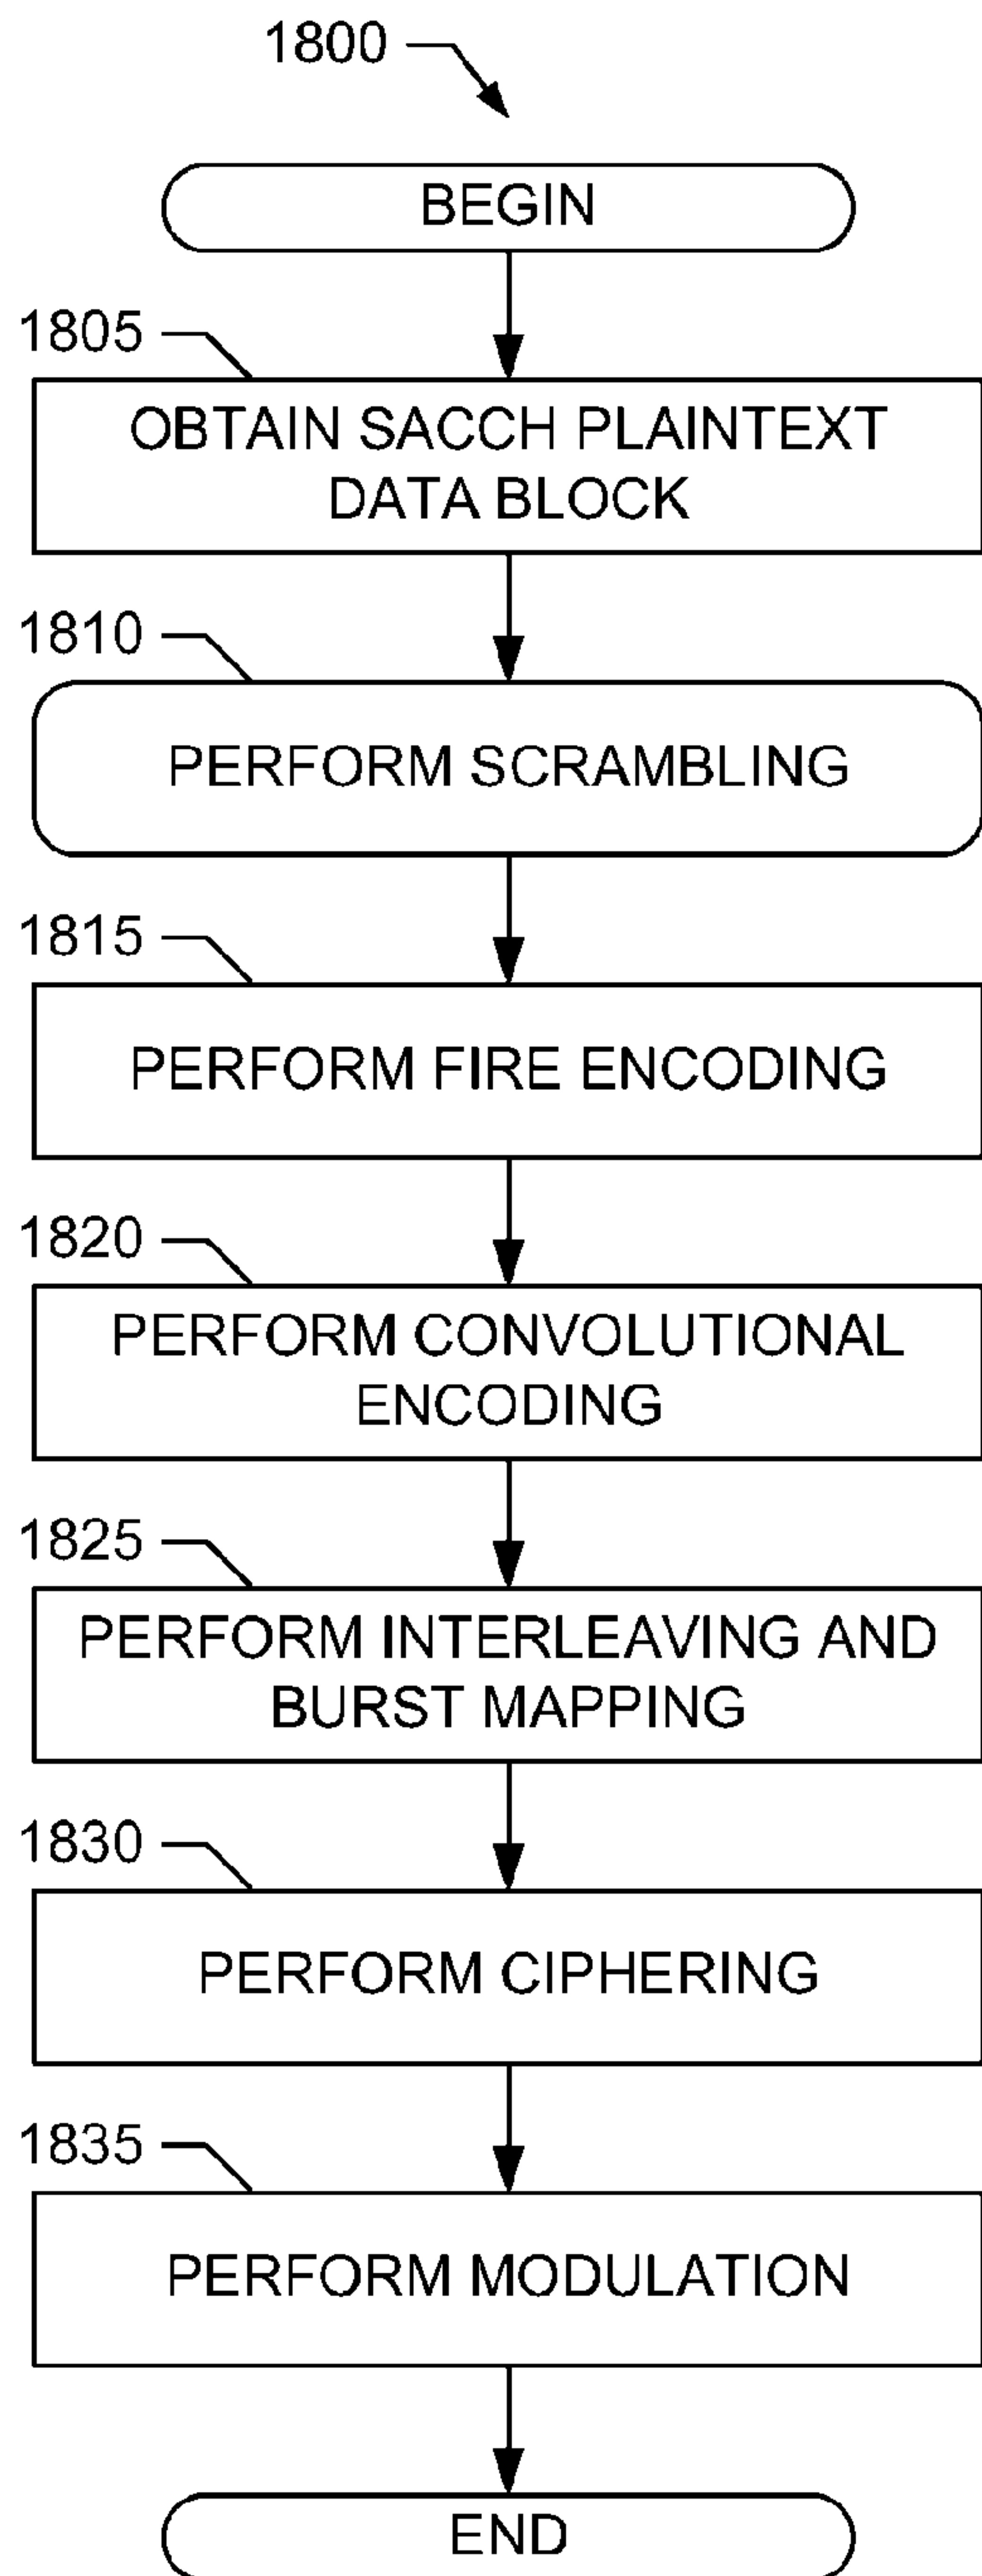 1800
BEGIN
1805
OBTAIN SACCH PLAINTEXT
DATA BLOCK
1810
PERFORM SCRAMBLING
1815
PERFORM FIRE ENCODING
1820
PERFORM CONVOLUTIONAL
ENCODING
1825
PERFORM INTERLEAVING AND
BURST MAPPING
1830
PERFORM CIPHERING
1835
PERFORM MODULATION
END